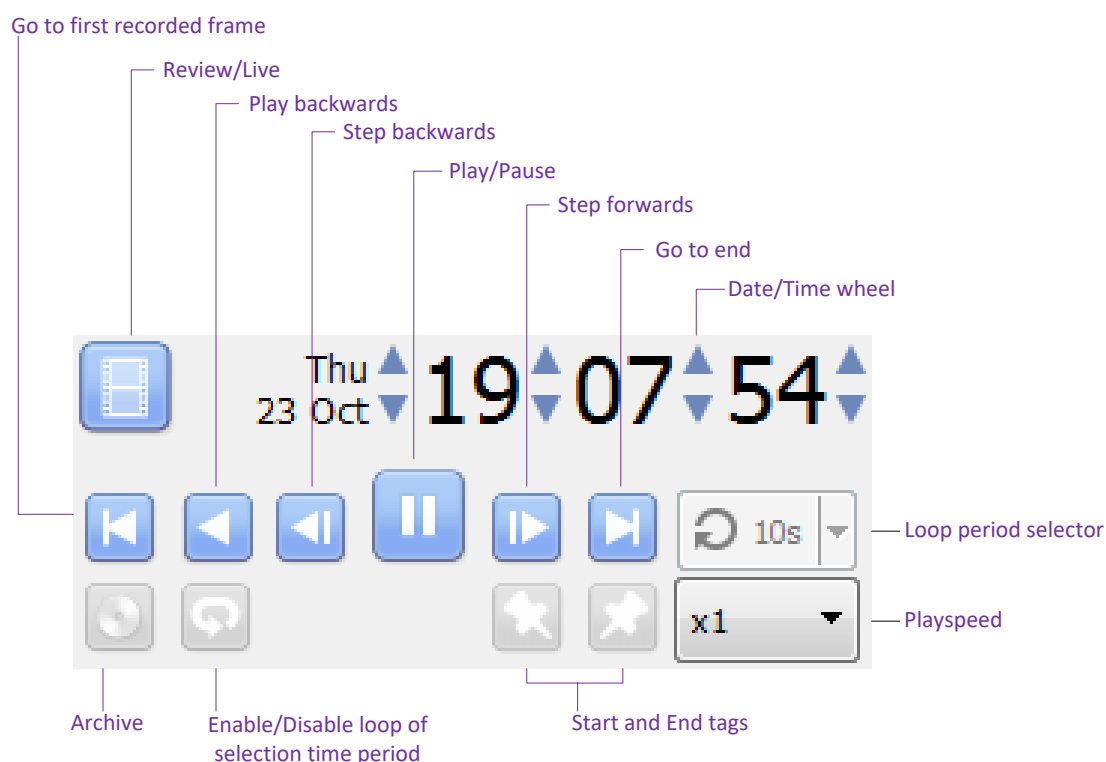 Go to first recorded frame
Review/Live
Play backwards
Step backwards
Play/Pause
Step forwards
Go to end
Date/Time wheel
Thu
23 Oct
19 07 54
10s
Loop period selector
x1
Playspeed
Archive
Enable/Disable loop of
selection time period
Start and End tags